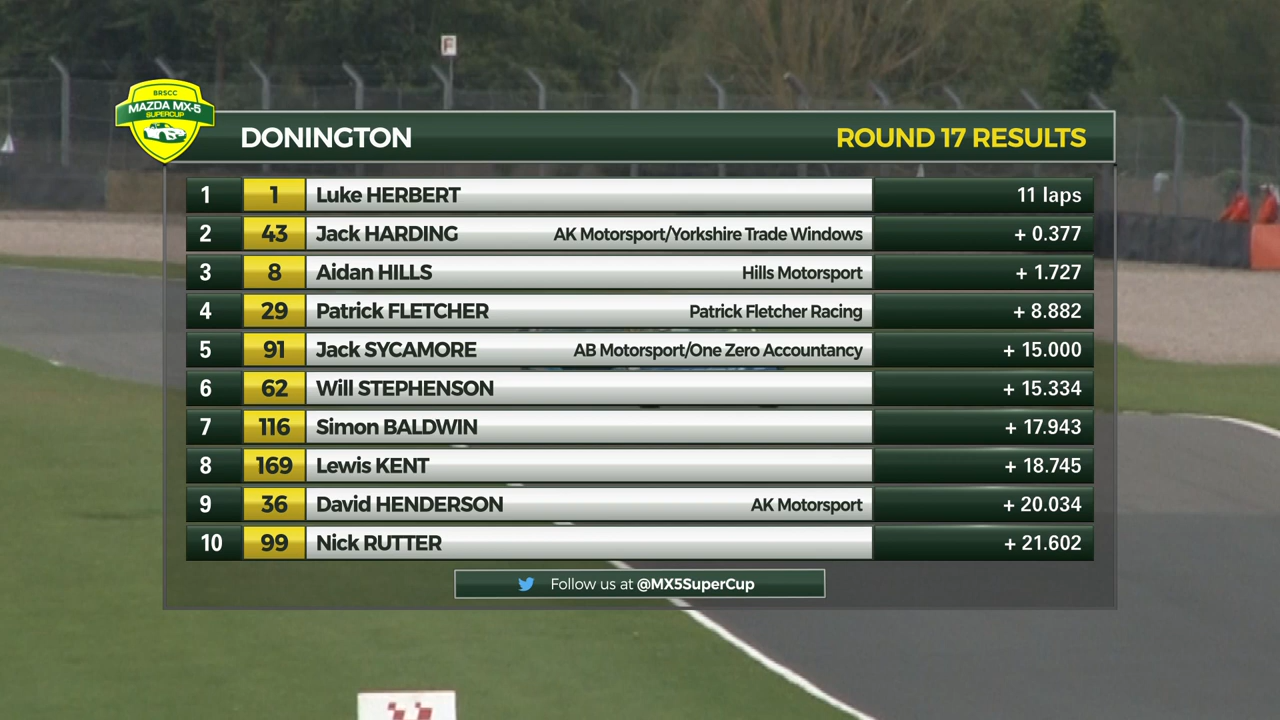 F
BRSCC
MAZDA MX-5
SUPERCUP
DONINGTON
ROUND 17 RESULTS
1 1 Luke HERBERT 11 laps
2 43 Jack HARDING AK Motorsport/Yorkshire Trade Windows + 0.377
3 8 Aidan HILLS Hills Motorsport + 1.727
4 29 Patrick FLETCHER Patrick Fletcher Racing + 8.882
5 91 Jack SYCAMORE AB Motorsport/One Zero Accountancy + 15.000
6 62 Will STEPHENSON + 15.334
7 116 Simon BALDWIN + 17.943
8 169 Lewis KENT + 18.745
9 36 David HENDERSON AK Motorsport + 20.034
10 99 Nick RUTTER + 21.602
Follow us at @MX5SuperCup